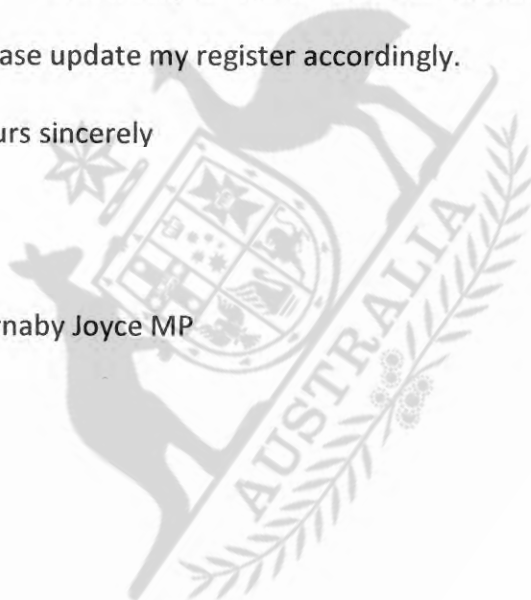 ase update my register accordingly.
urs sincerely
rnaby Joyce MP
AUSTRALIA